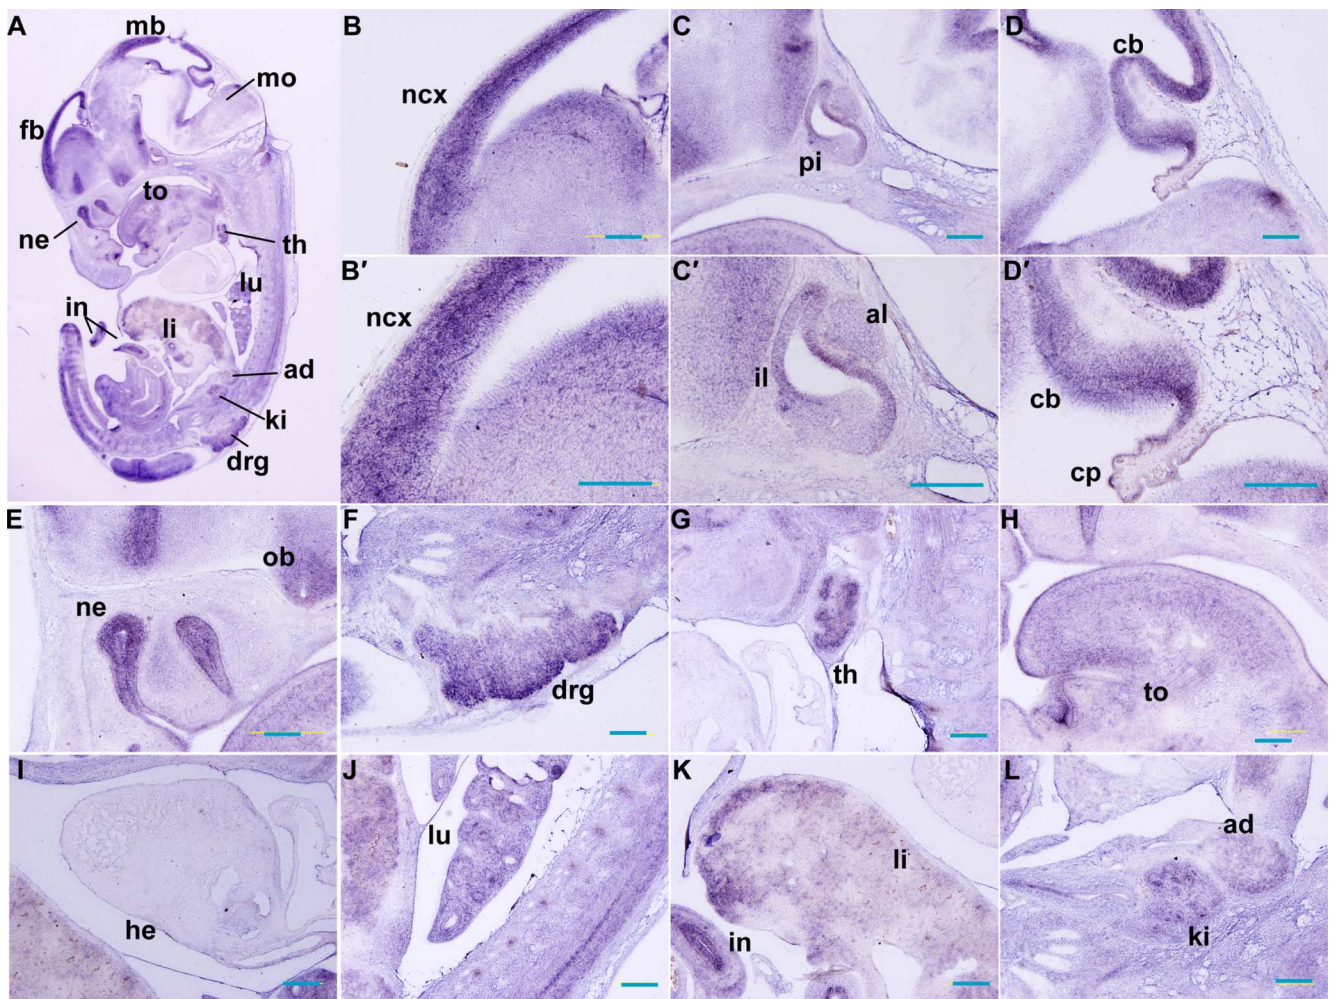 A
mb
mo
fb
to
ne
th
lu
in
li
ad
ki
drg
B
ncx
C
pi
D
cb
B′
ncx
C′
al
il
D′
cb
cp
E
ob
ne
F
drg
G
th
H
to
I
he
J
lu
K
li
in
L
ad
ki